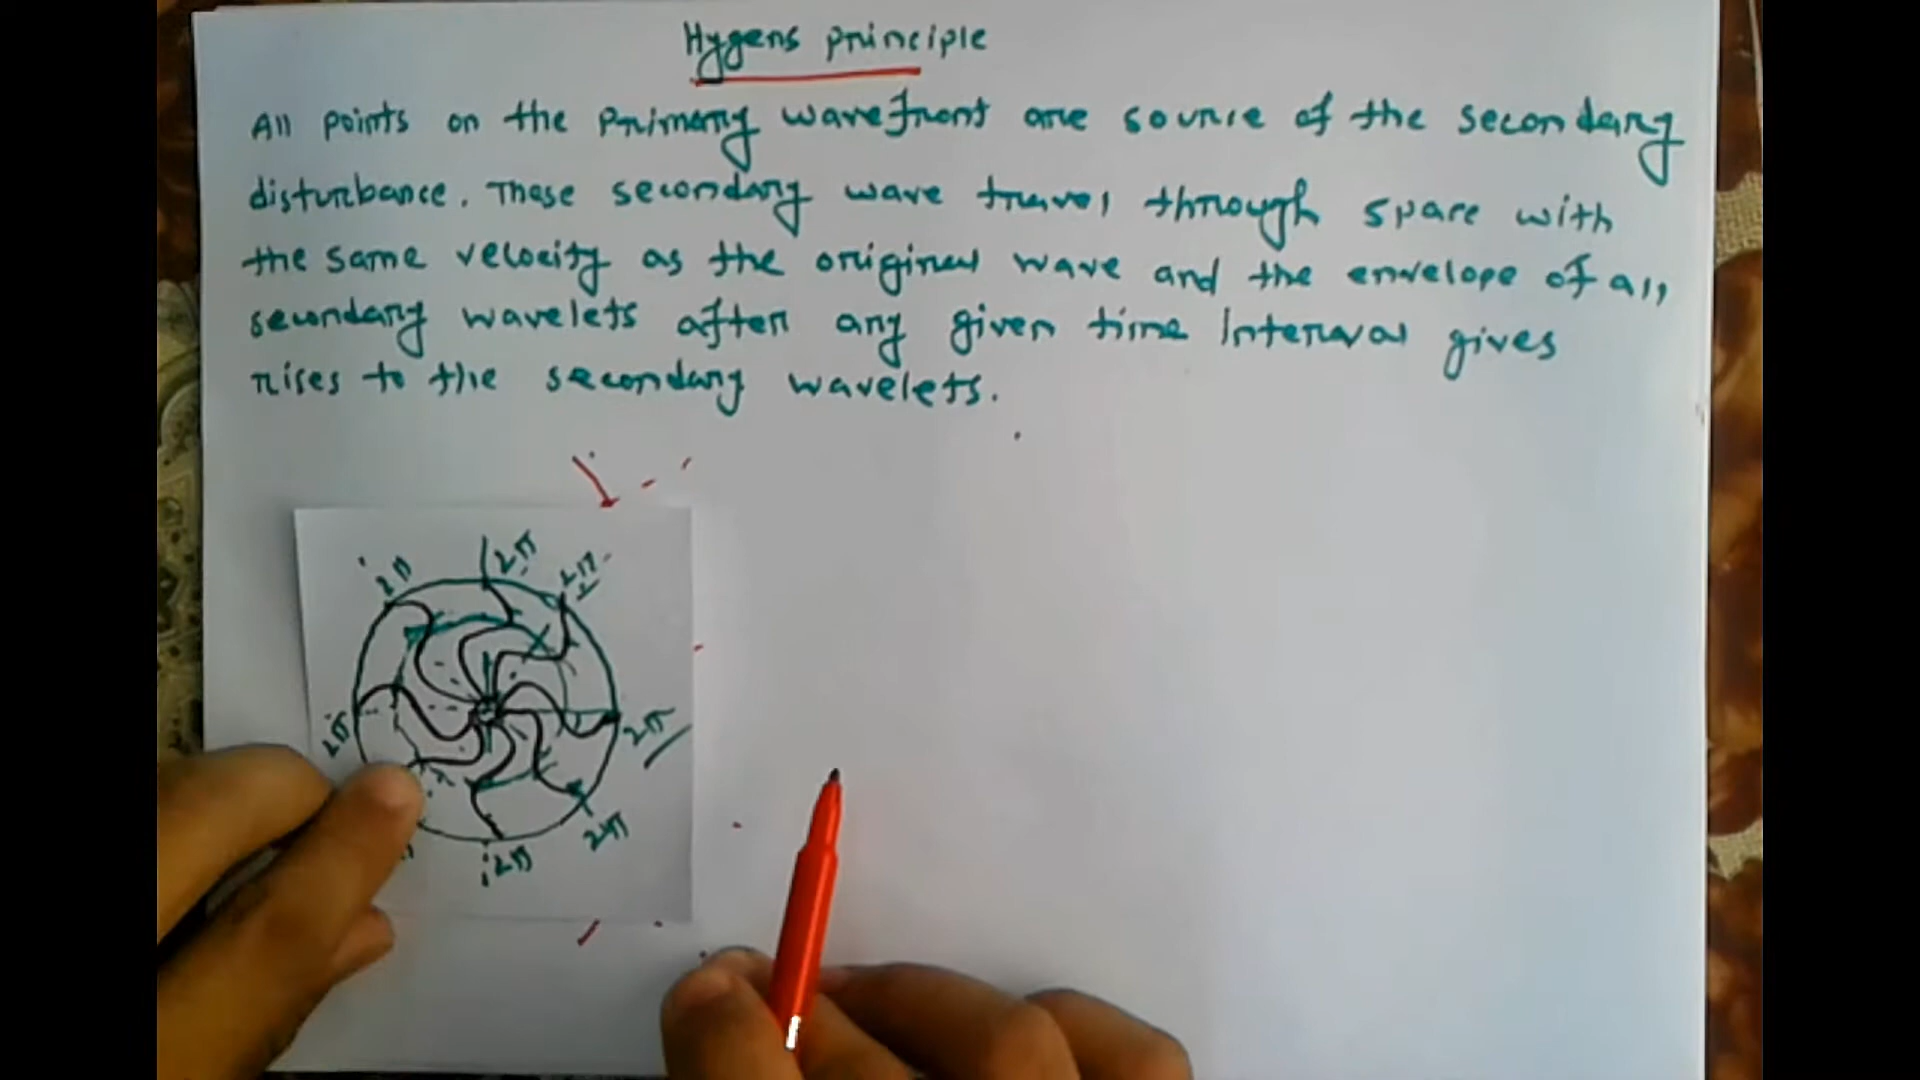 Hygens principle
All points on the primary wavefront are source of the secondary
disturbance. These secondary wave travel through space with
the same velocity as the original wave and the envelope of all
secondary wavelets after any given time interval gives
rises to the secondary wavelets.
2π
2π
2π
2π
2π
2π
2π